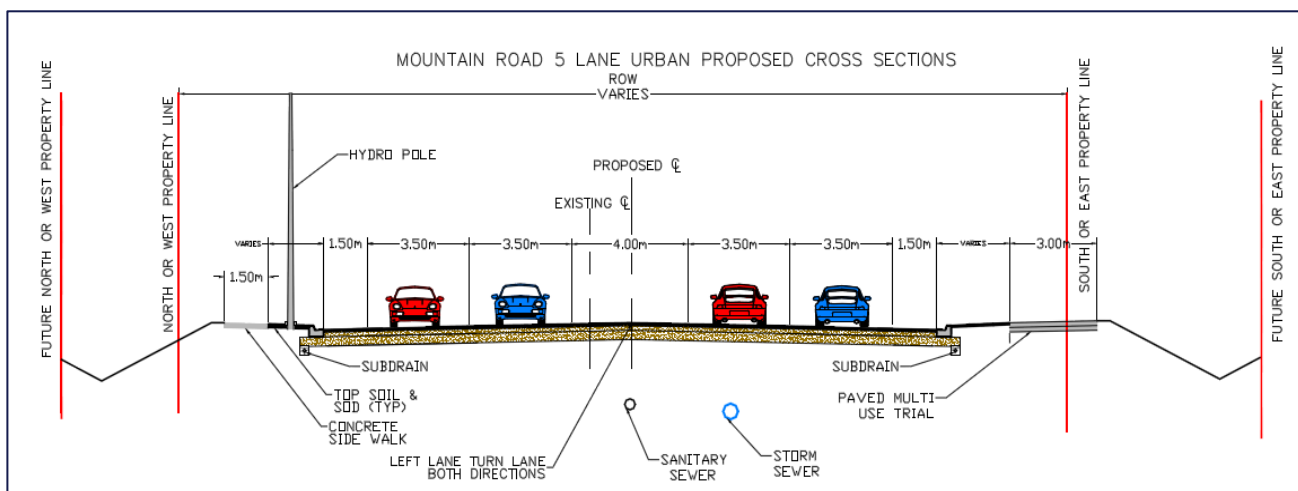 MOUNTAIN ROAD 5 LANE URBAN PROPOSED CROSS SECTIONS
ROW
VARIES
FUTURE NORTH OR WEST PROPERTY LINE
NORTH OR WEST PROPERTY LINE
SOUTH OR EAST PROPERTY LINE
FUTURE SOUTH OR EAST PROPERTY LINE
HYDRO POLE
PROPOSED ℄
EXISTING ℄
VARIES
1.50m
3.50m
3.50m
4.00m
3.50m
3.50m
1.50m
VARIES
3.00m
1.50m
SUBDRAIN
SUBDRAIN
TOP SOIL &
SOD (TYP)
CONCRETE
SIDE WALK
PAVED MULTI
USE TRIAL
LEFT LANE TURN LANE
BOTH DIRECTIONS
SANITARY
SEWER
STORM
SEWER